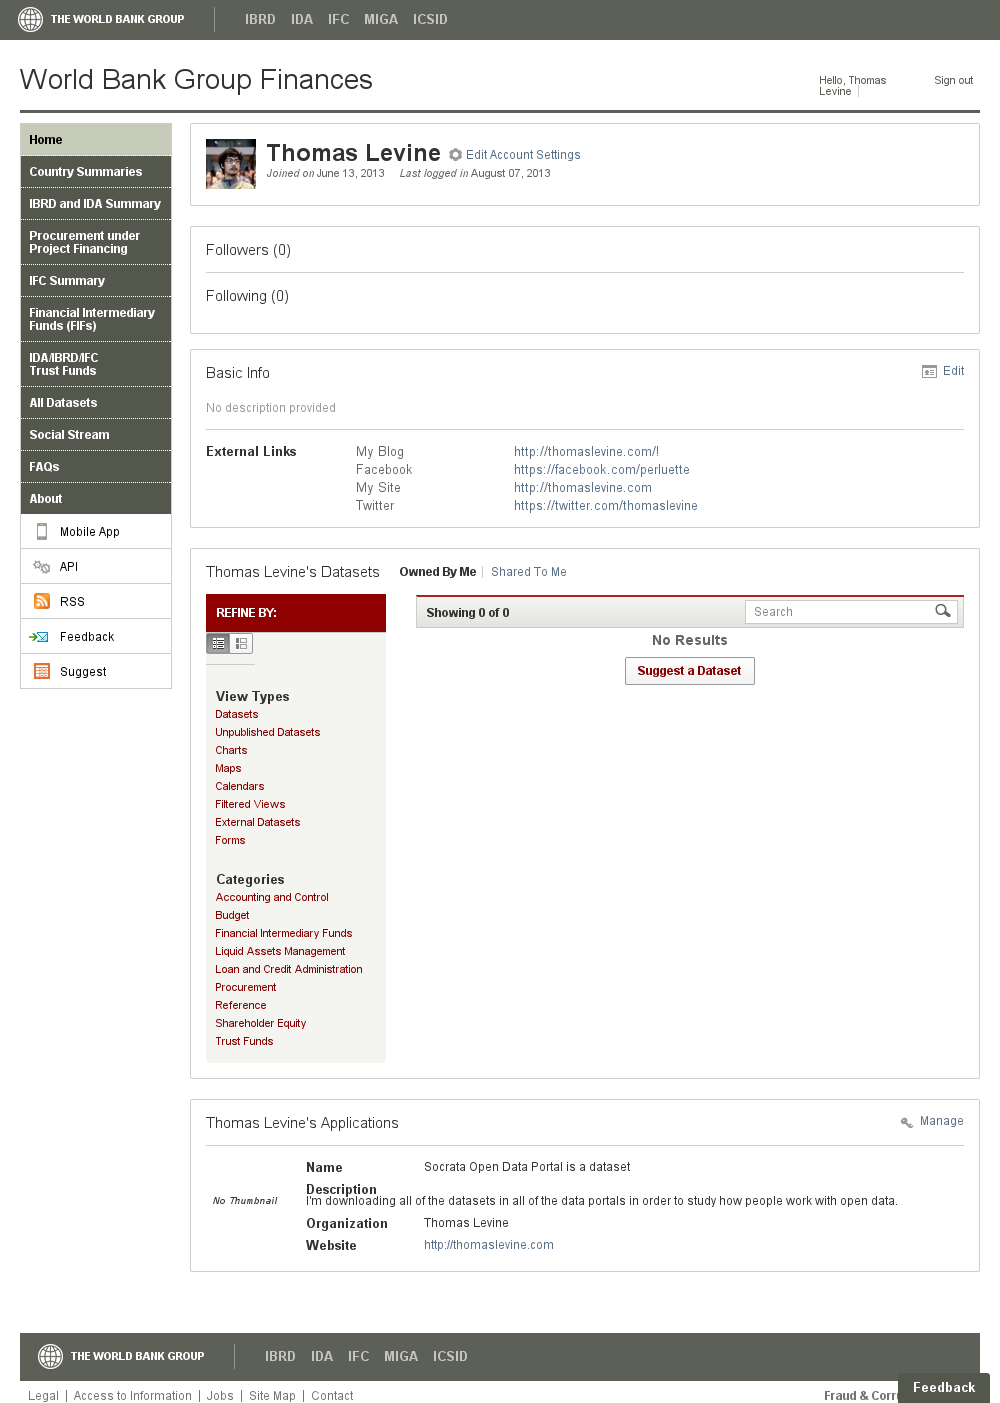 THE WORLD BANK GROUP IBRD IDA IFC MIGA ICSID
World Bank Group Finances
Hello, Thomas
Levine
Sign out
Home
Country Summaries
IBRD and IDA Summary
Procurement under
Project Financing
IFC Summary
Financial Intermediary
Funds (FIFs)
IDA/IBRD/IFC
Trust Funds
All Datasets
Social Stream
FAQs
About
Mobile App
API
RSS
Feedback
Suggest
Thomas Levine Edit Account Settings
Joined on June 13, 2013 Last logged in August 07, 2013
Followers (0)
Following (0)
Basic Info Edit
No description provided
External Links My Blog http://thomaslevine.com/!
Facebook https://facebook.com/perluette
My Site http://thomaslevine.com
Twitter https://twitter.com/thomaslevine
Thomas Levine's Datasets Owned By Me Shared To Me
REFINE BY:
View Types
Datasets
Unpublished Datasets
Charts
Maps
Calendars
Filtered Views
External Datasets
Forms
Categories
Accounting and Control
Budget
Financial Intermediary Funds
Liquid Assets Management
Loan and Credit Administration
Procurement
Reference
Shareholder Equity
Trust Funds
Showing 0 of 0 Search
No Results
Suggest a Dataset
Thomas Levine's Applications Manage
No Thumbnail
Name Socrata Open Data Portal is a dataset
Description
I'm downloading all of the datasets in all of the data portals in order to study how people work with open data.
Organization Thomas Levine
Website http://thomaslevine.com
THE WORLD BANK GROUP IBRD IDA IFC MIGA ICSID
Legal Access to Information Jobs Site Map Contact Fraud &
Feedback